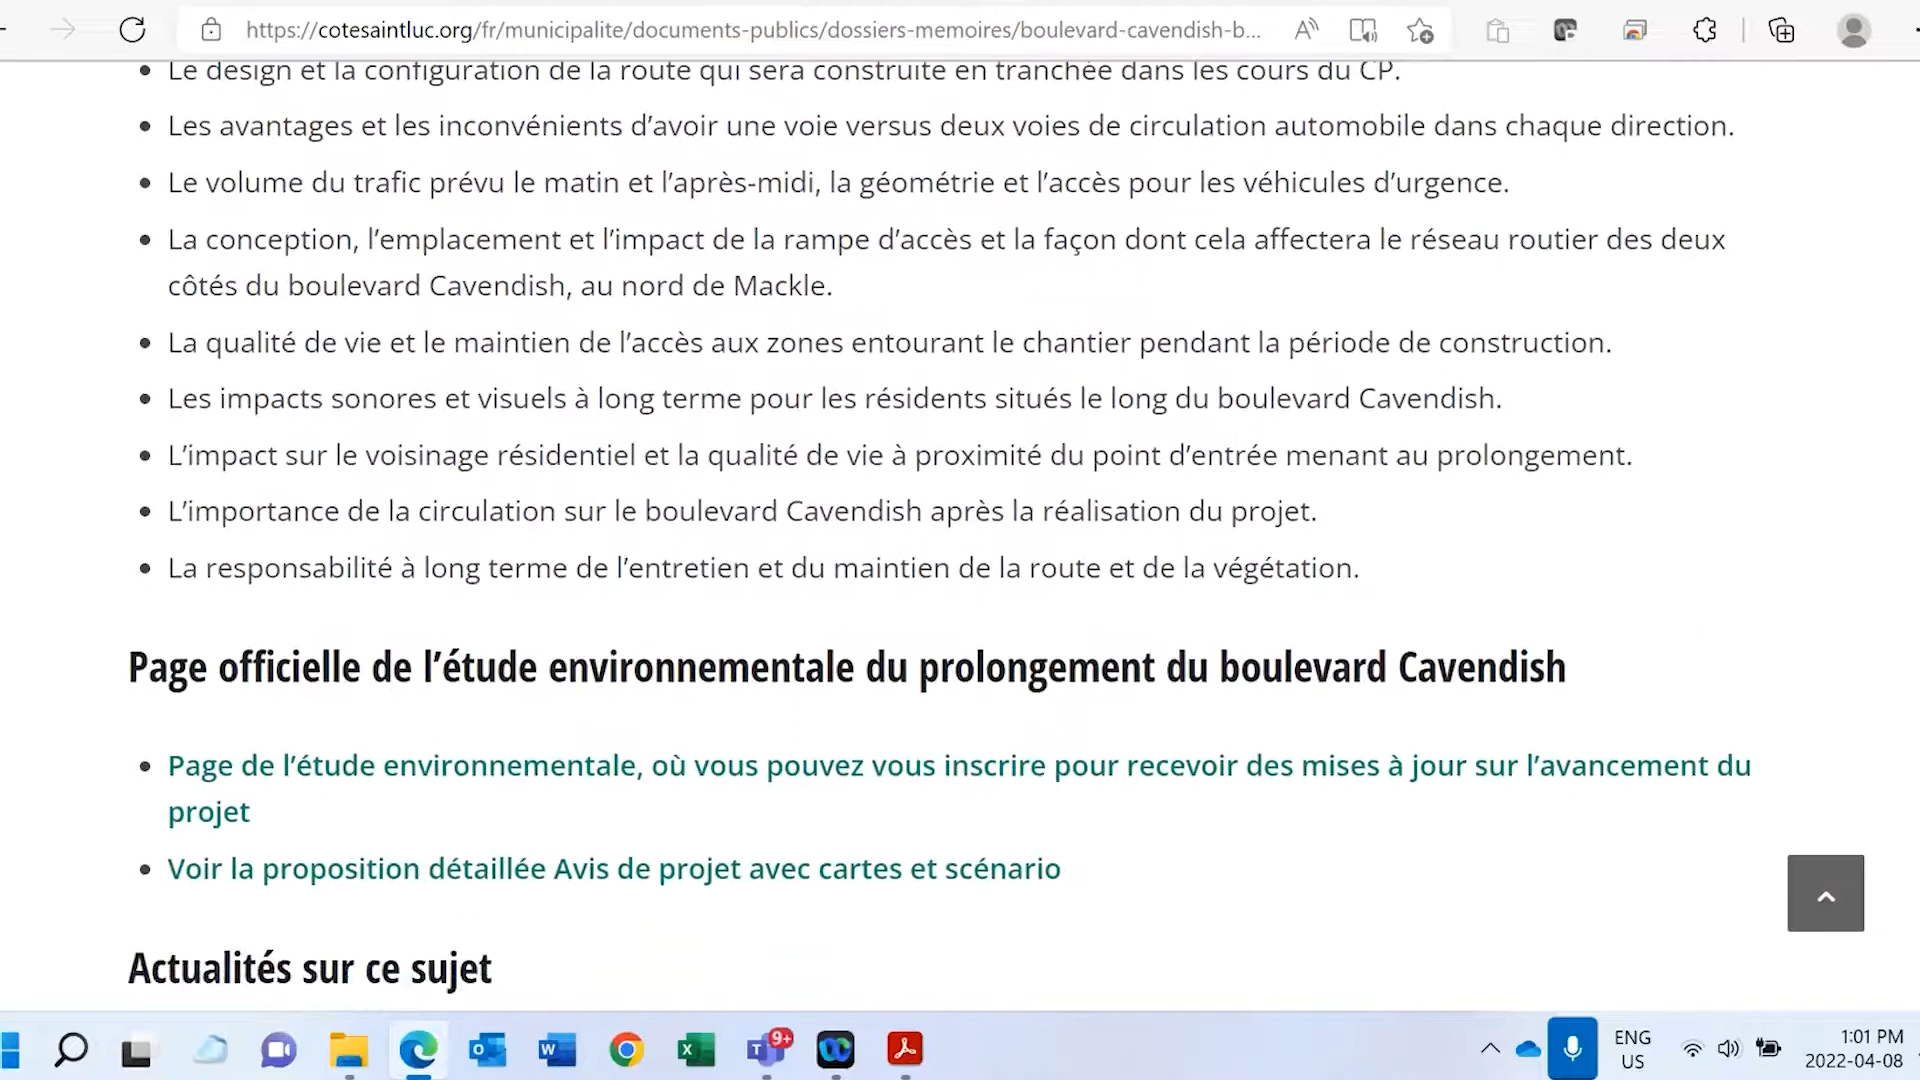 https://cotesaintluc.org/fr/municipalite/documents-publics/dossiers-memoires/boulevard-cavendish-b...
Le design et la configuration de la route qui sera construite en tranchée dans les cours du CP.
Les avantages et les inconvénients d’avoir une voie versus deux voies de circulation automobile dans chaque direction.
Le volume du trafic prévu le matin et l’après-midi, la géométrie et l’accès pour les véhicules d’urgence.
La conception, l’emplacement et l’impact de la rampe d’accès et la façon dont cela affectera le réseau routier des deux
côtés du boulevard Cavendish, au nord de Mackle.
La qualité de vie et le maintien de l’accès aux zones entourant le chantier pendant la période de construction.
Les impacts sonores et visuels à long terme pour les résidents situés le long du boulevard Cavendish.
L’impact sur le voisinage résidentiel et la qualité de vie à proximité du point d’entrée menant au prolongement.
L’importance de la circulation sur le boulevard Cavendish après la réalisation du projet.
La responsabilité à long terme de l’entretien et du maintien de la route et de la végétation.
Page officielle de l’étude environnementale du prolongement du boulevard Cavendish
Page de l’étude environnementale, où vous pouvez vous inscrire pour recevoir des mises à jour sur l’avancement du
projet
Voir la proposition détaillée Avis de projet avec cartes et scénario
Actualités sur ce sujet
9+
ENG
US
1:01 PM
2022-04-08